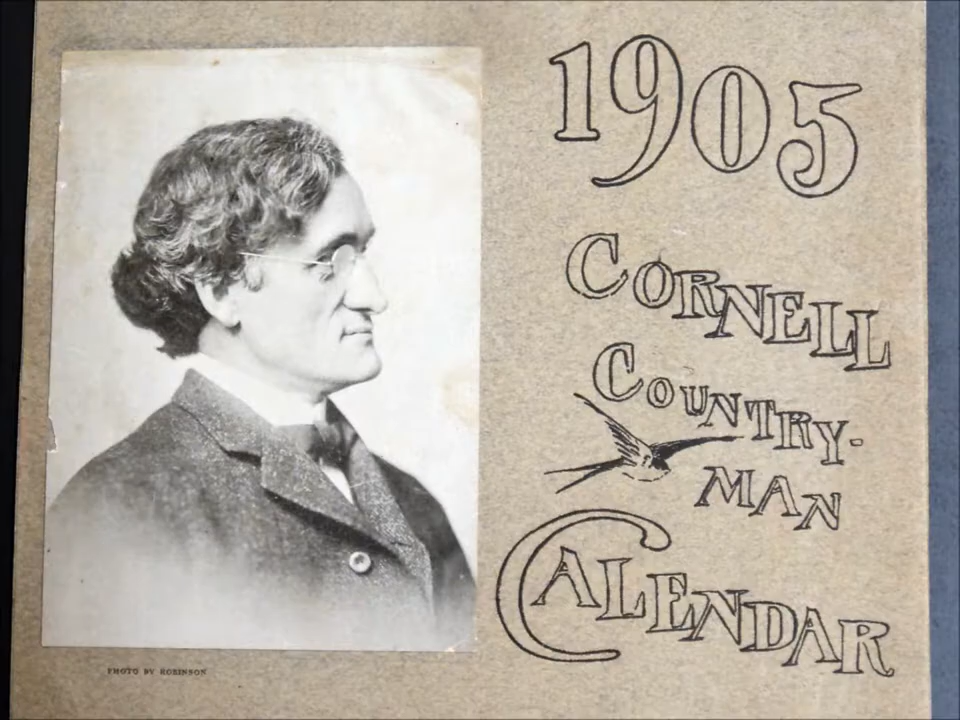 1905
CORNELL
COUNTRY-
MAN
CALENDAR
PHOTO BY ROBINSON